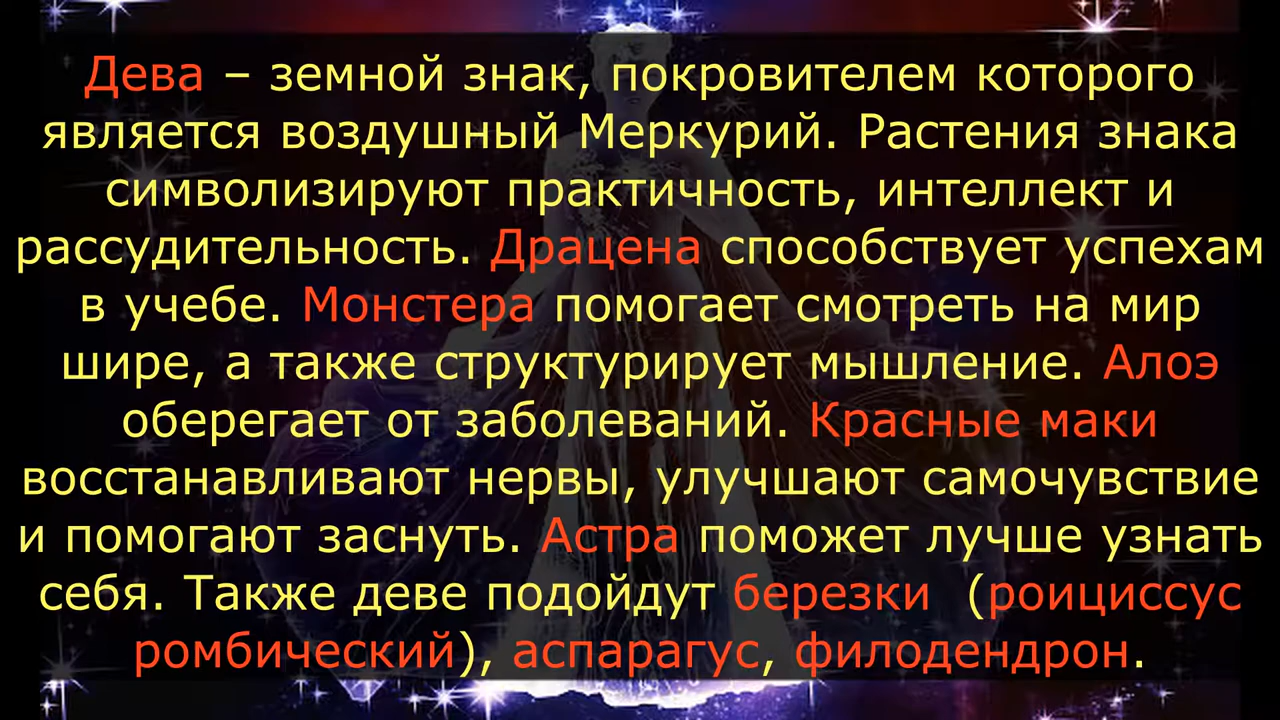 Дева – земной знак, покровителем которого
является воздушный Меркурий. Растения знака
символизируют практичность, интеллект и
рассудительность. Драцена способствует успехам
в учебе. Монстера помогает смотреть на мир
шире, а также структурирует мышление. Алоэ
оберегает от заболеваний. Красные маки
восстанавливают нервы, улучшают самочувствие
и помогают заснуть. Астра поможет лучше узнать
себя. Также деве подойдут березки  (роициссус
ромбический), аспарагус, филодендрон.